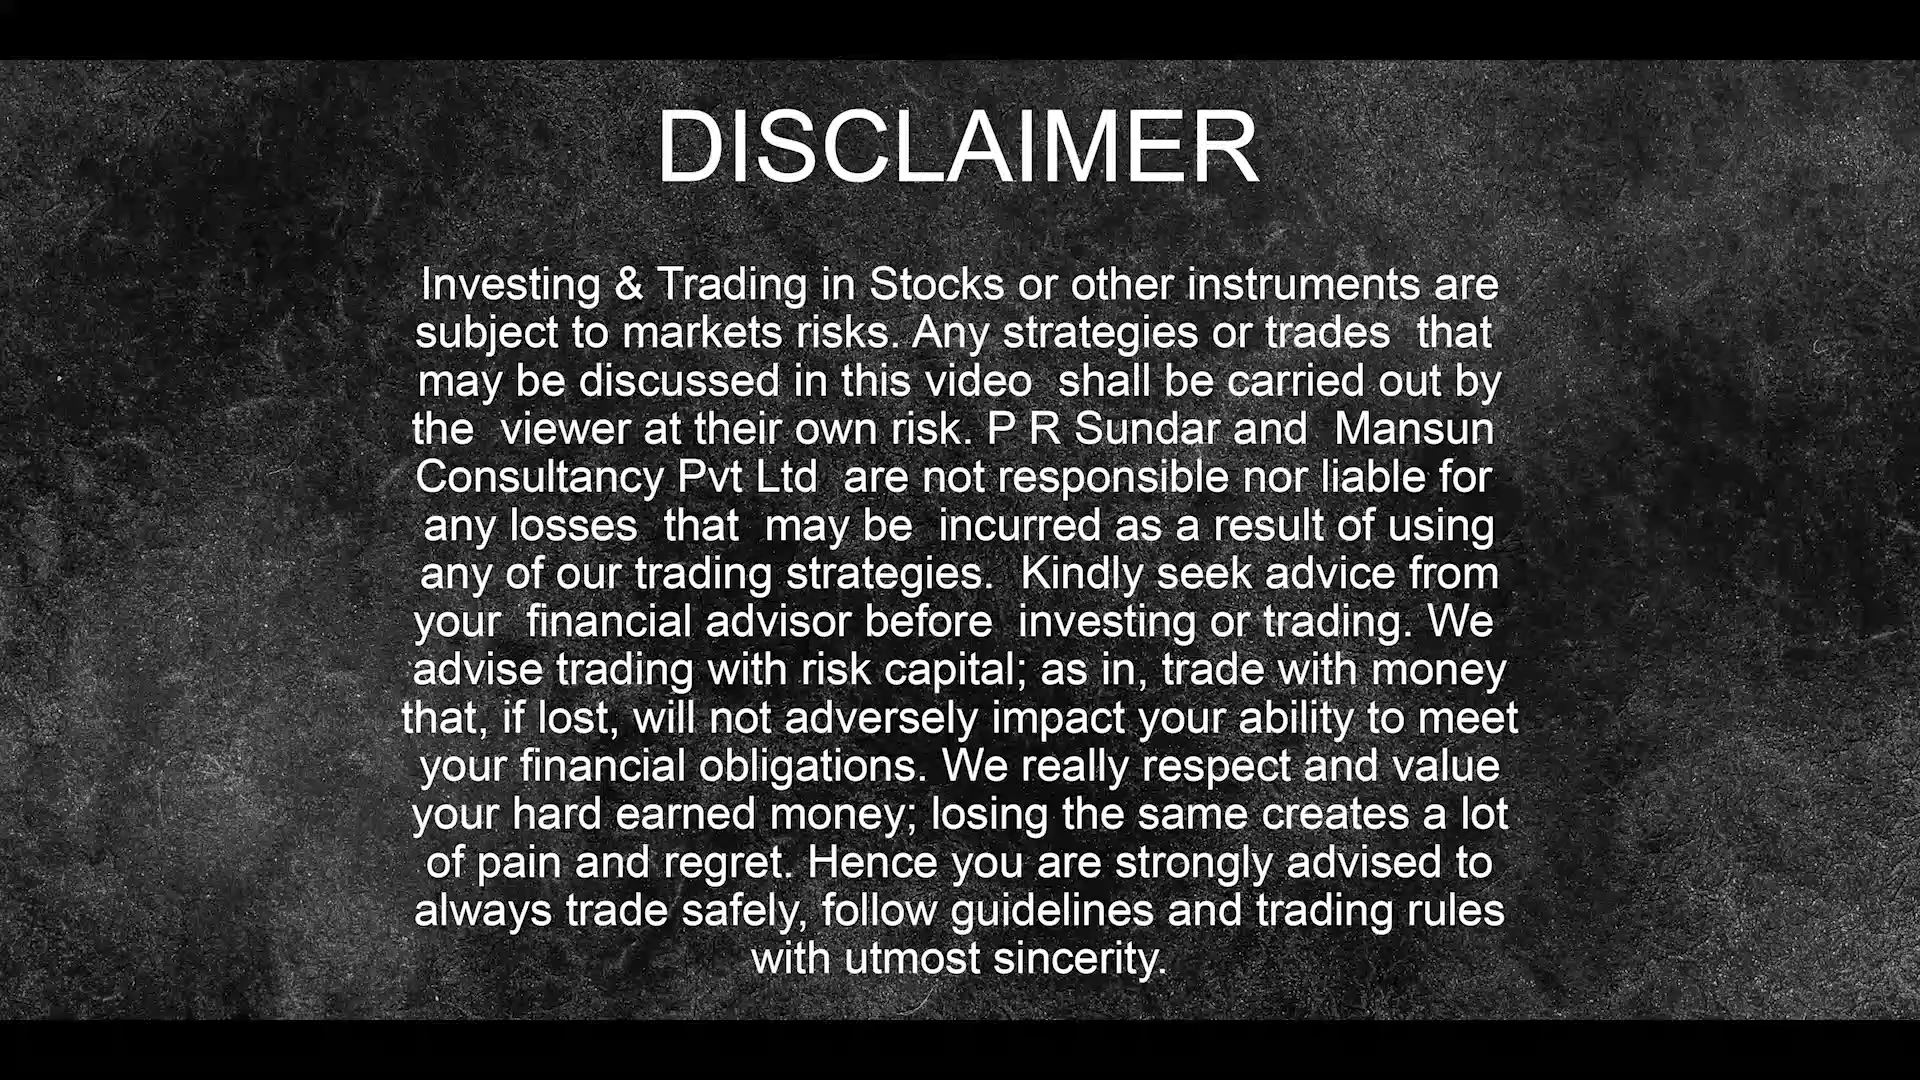 DISCLAIMER
Investing & Trading in Stocks or other instruments are
subject to markets risks. Any strategies or trades  that
may be discussed in this video  shall be carried out by
the  viewer at their own risk. P R Sundar and  Mansun
Consultancy Pvt Ltd  are not responsible nor liable for
any losses  that  may be  incurred as a result of using
any of our trading strategies.  Kindly seek advice from
your  financial advisor before  investing or trading. We
advise trading with risk capital; as in, trade with money
that, if lost, will not adversely impact your ability to meet
your financial obligations. We really respect and value
your hard earned money; losing the same creates a lot
of pain and regret. Hence you are strongly advised to
always trade safely, follow guidelines and trading rules
with utmost sincerity.